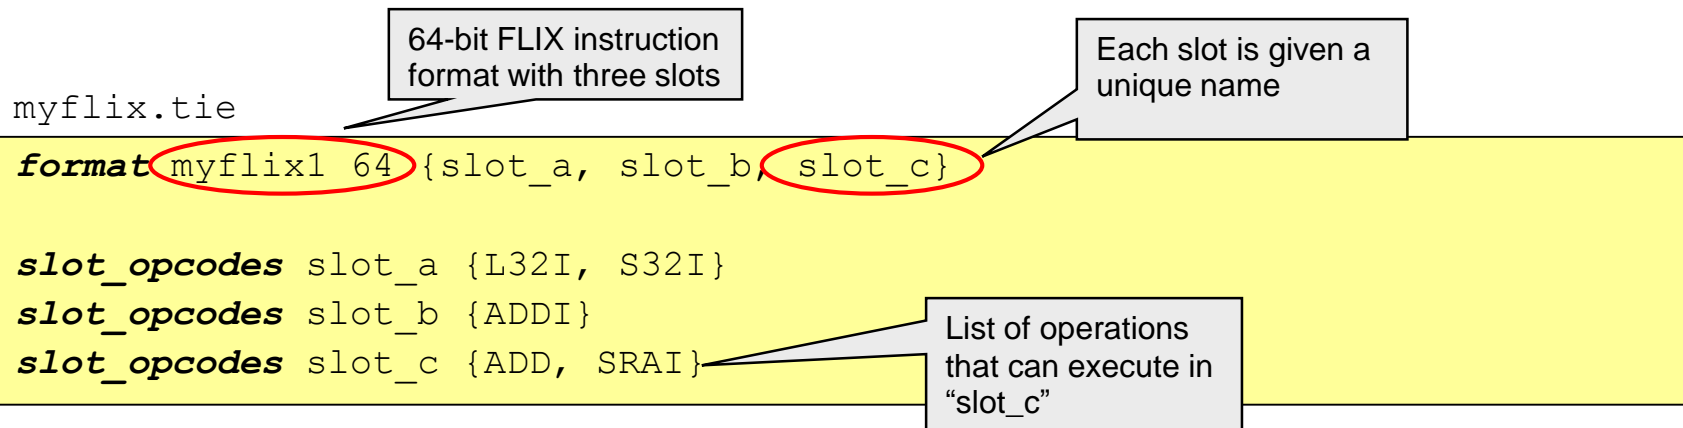 64-bit FLIX instruction
format with three slots
Each slot is given a
unique name
myflix.tie
format myflix1 64 {slot_a, slot_b, slot_c}
slot_opcodes slot_a {L32I, S32I}
slot_opcodes slot_b {ADDI}
slot_opcodes slot_c {ADD, SRAI}
List of operations
that can execute in
“slot_c”